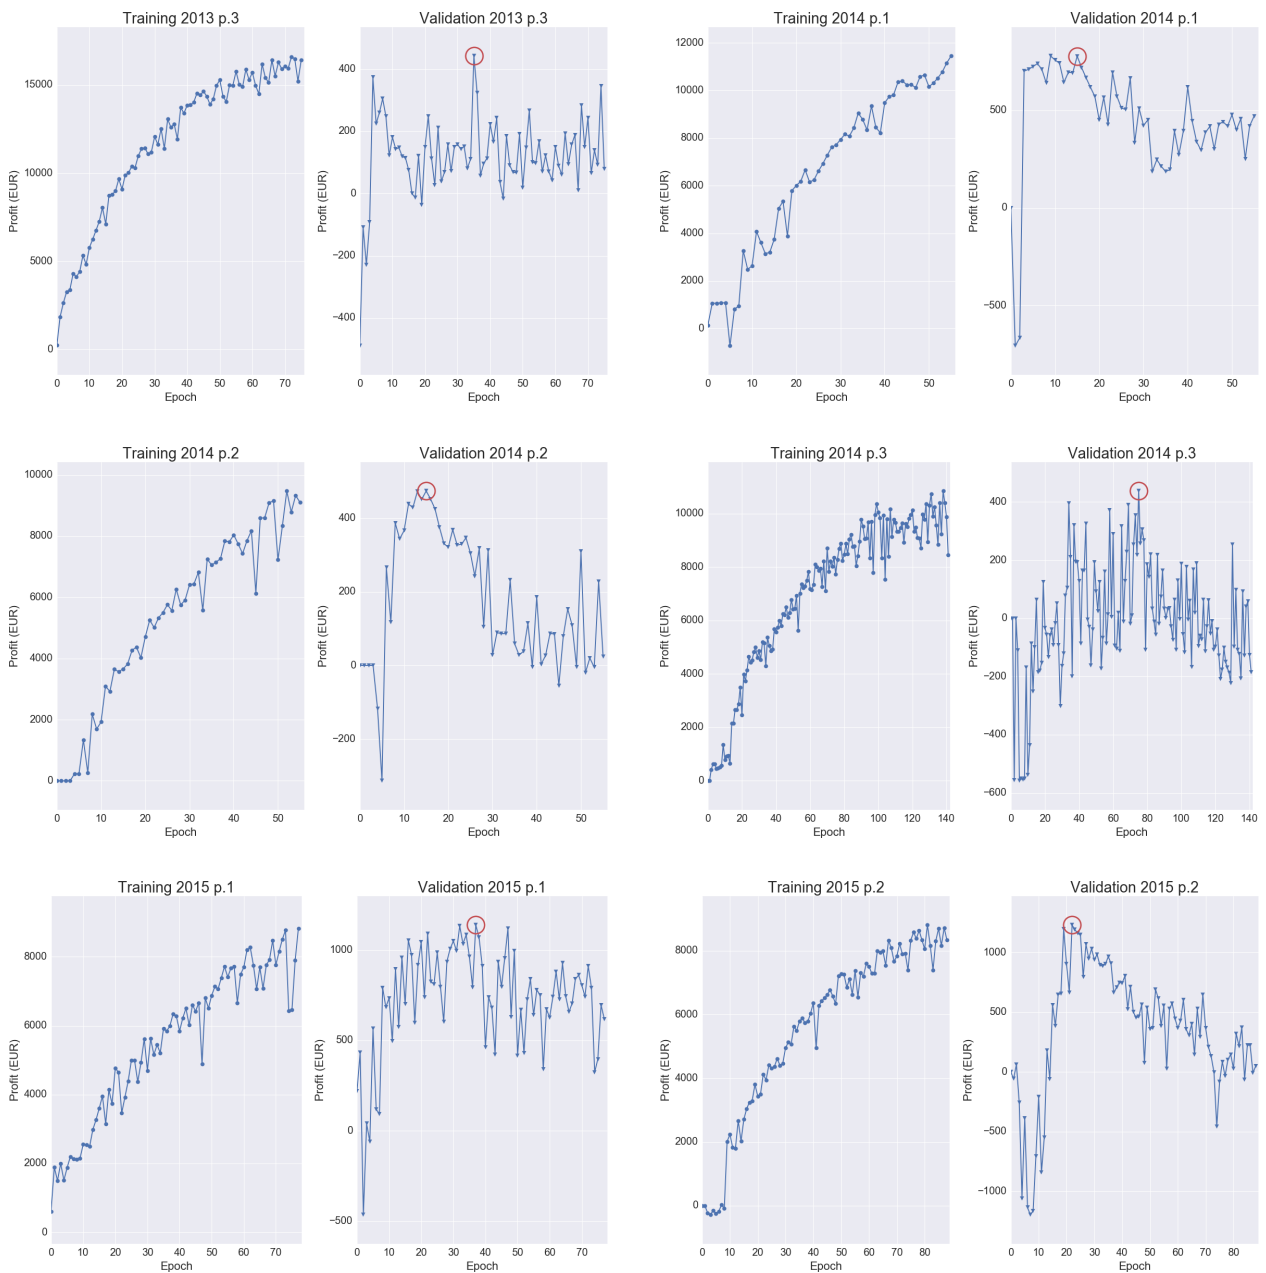 Training 2013 p.3
Validation 2013 p.3
Training 2014 p.1
Validation 2014 p.1
Profit (EUR)
15000
10000
5000
0
0 10 20 30 40 50 60 70
Epoch
Profit (EUR)
400
200
0
−200
−400
0 10 20 30 40 50 60 70
Epoch
Profit (EUR)
12000
10000
8000
6000
4000
2000
0
0 10 20 30 40 50
Epoch
Profit (EUR)
500
0
−500
0 10 20 30 40 50
Epoch
Training 2014 p.2
Validation 2014 p.2
Training 2014 p.3
Validation 2014 p.3
Profit (EUR)
10000
8000
6000
4000
2000
0
0 10 20 30 40 50
Epoch
Profit (EUR)
400
200
0
−200
0 10 20 30 40 50
Epoch
Profit (EUR)
10000
8000
6000
4000
2000
0
0 20 40 60 80 100 120 140
Epoch
Profit (EUR)
400
200
0
−200
−400
−600
0 20 40 60 80 100 120 140
Epoch
Training 2015 p.1
Validation 2015 p.1
Training 2015 p.2
Validation 2015 p.2
Profit (EUR)
8000
6000
4000
2000
0
0 10 20 30 40 50 60 70
Epoch
Profit (EUR)
1000
500
0
−500
0 10 20 30 40 50 60 70
Epoch
Profit (EUR)
8000
6000
4000
2000
0
0 10 20 30 40 50 60 70 80
Epoch
Profit (EUR)
1000
500
0
−500
−1000
0 10 20 30 40 50 60 70 80
Epoch